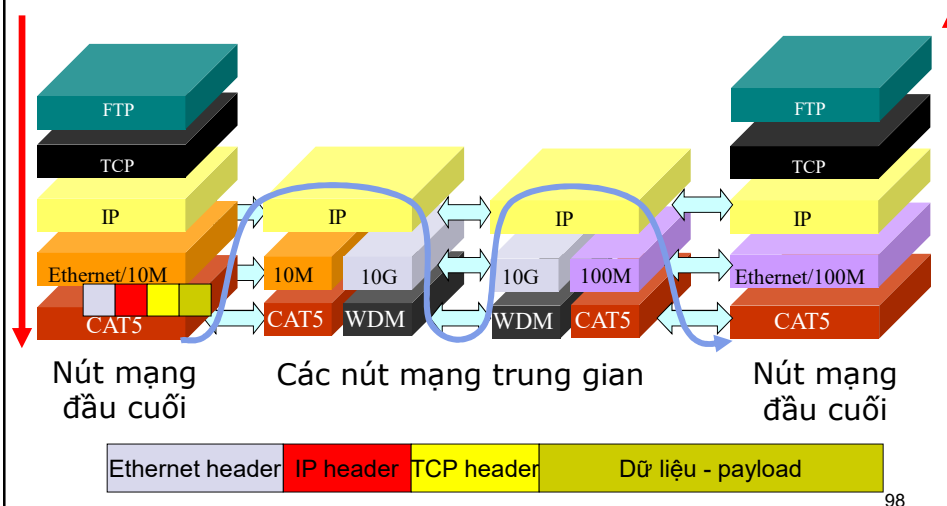 FTP
TCP
IP
Ethernet/10M
CAT5
IP
10M
10G
CAT5
WDM
IP
10G
100M
WDM
CAT5
FTP
TCP
IP
Ethernet/100M
CAT5
Nút mạng
đầu cuối
Các nút mạng trung gian
Nút mạng
đầu cuối
Ethernet header
IP header
TCP header
Dữ liệu - payload
98